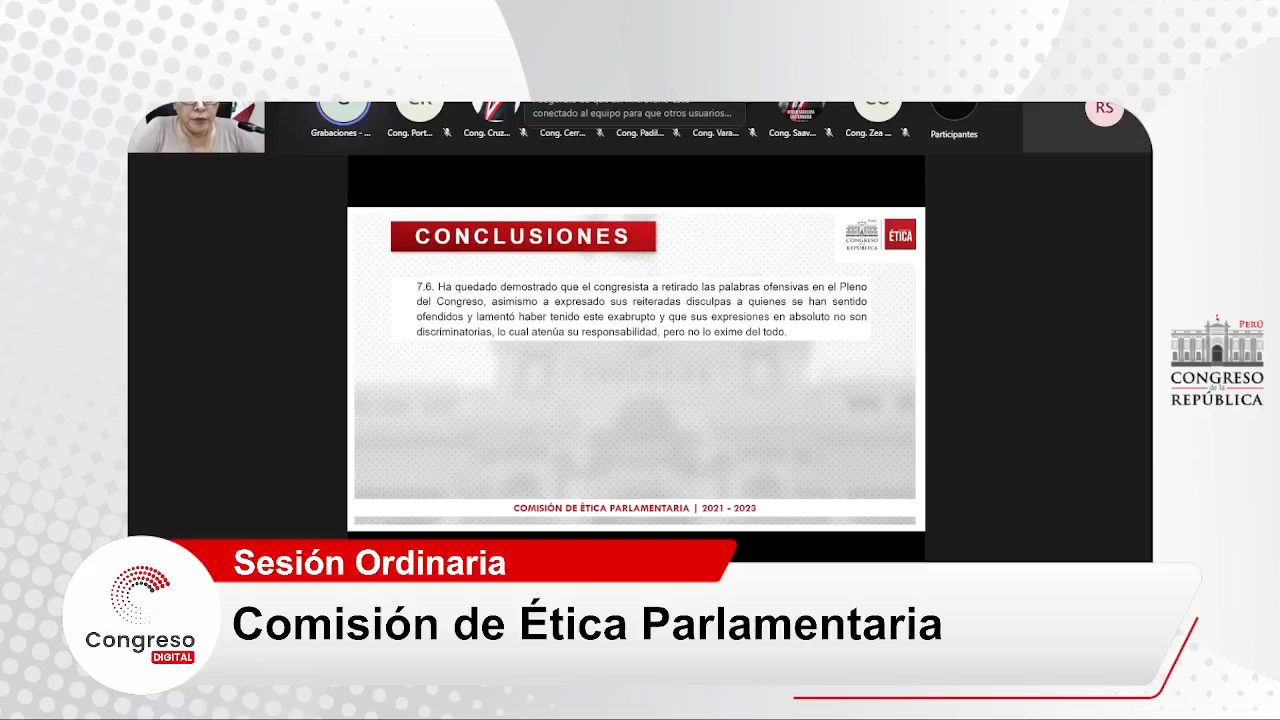 conectado al equipo para que otros usuarios...
RS
Grabaciones - ...
Cong. Port...
Cong. Cruz...
Cong. Cerr...
Cong. Padil...
Cong. Vara...
Cong. Saav...
Cong. Zea ...
Participantes
CONCLUSIONES
PERÚ
CONGRESO
de la
REPÚBLICA
ÉTICA
7.6. Ha quedado demostrado que el congresista a retirado las palabras ofensivas en el Pleno
del Congreso, asimismo a expresado sus reiteradas disculpas a quienes se han sentido
ofendidos y lamentó haber tenido este exabrupto y que sus expresiones en absoluto no son
discriminatorias, lo cual atenúa su responsabilidad, pero no lo exime del todo.
COMISIÓN DE ÉTICA PARLAMENTARIA | 2021 - 2023
PERÚ
CONGRESO
de la
REPÚBLICA
Sesión Ordinaria
Comisión de Ética Parlamentaria
Congreso
DIGITAL